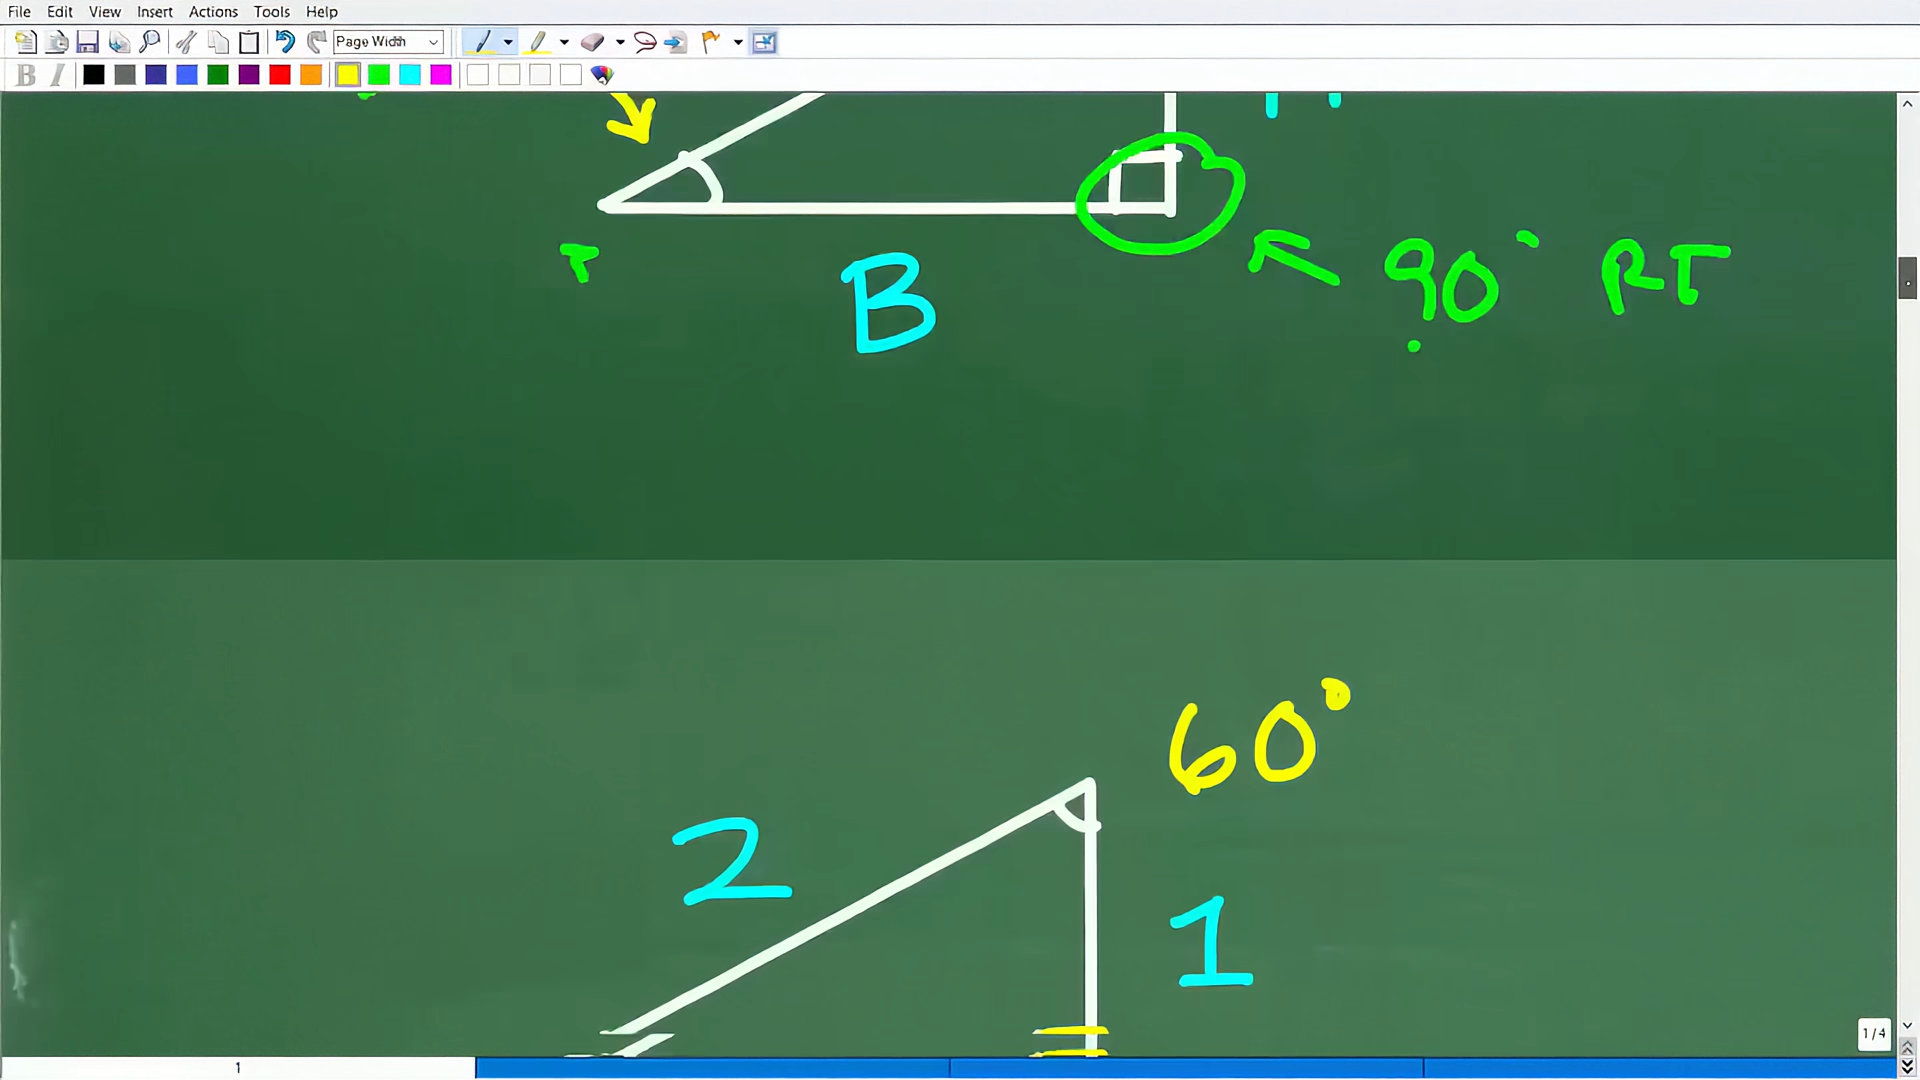 File Edit View Insert Actions Tools Help
Page Width
B I
B
90° RT
60°
2
1
1/4
1